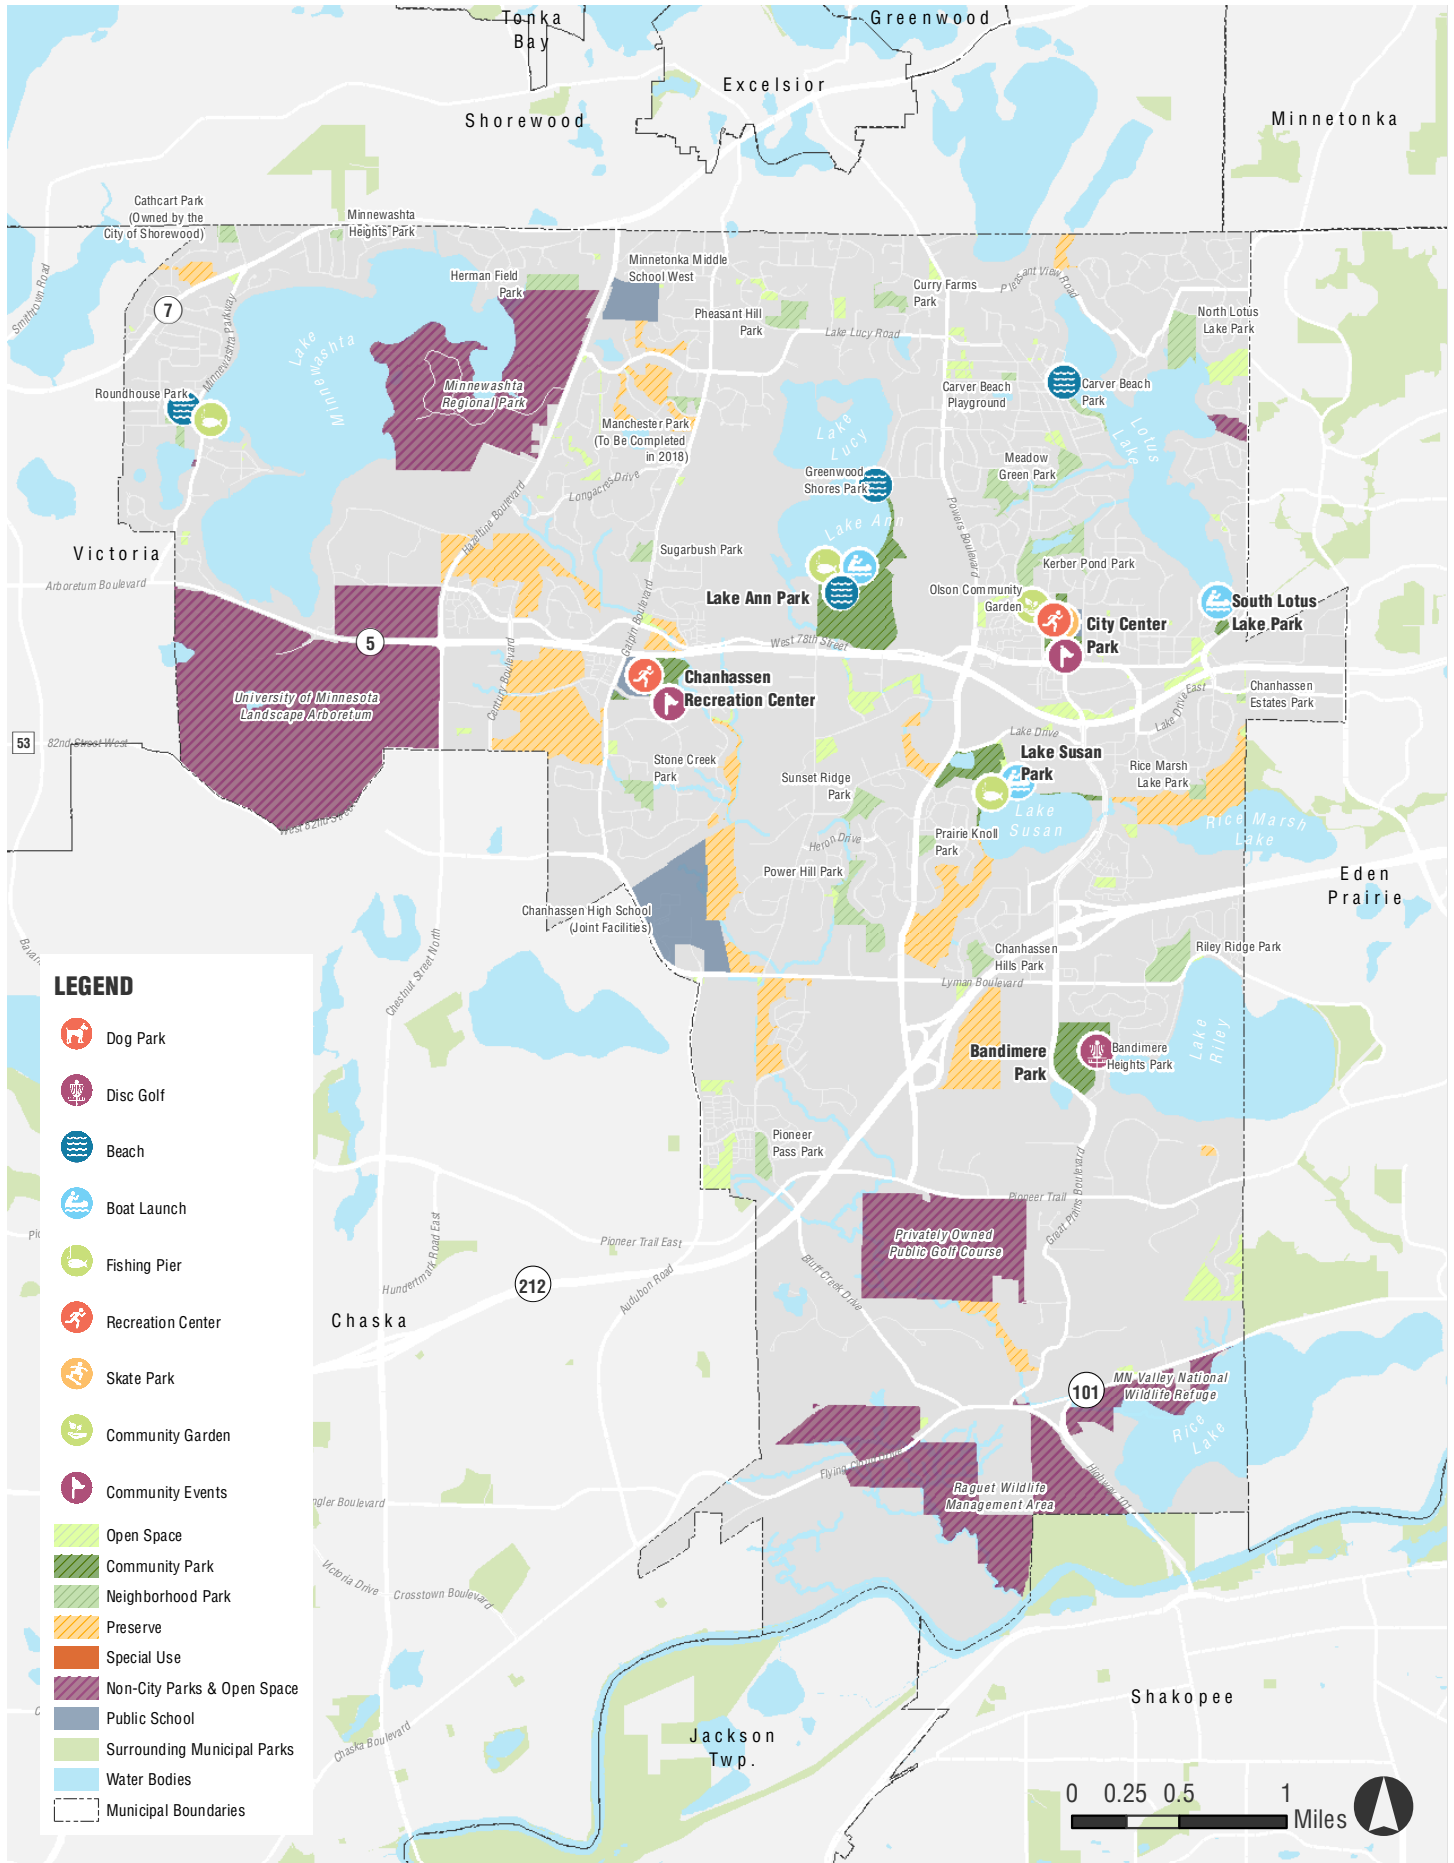 Tonka
Bay
Greenwood
Excelsior
Shorewood
Minnetonka
Cathcart Park
(Owned by the
City of Shorewood)
Minnewashta
Heights Park
Smithtown Road
7
Minnewashta Parkway
Herman Field
Park
Minnetonka Middle
School West
Pheasant Hill
Park
Lake Lucy Road
Curry Farms
Park
Pleasant View Road
North Lotus
Lake Park
Lake
Minnewashta
Minnewashta
Regional Park
Roundhouse Park
Manchester Park
(To Be Completed
in 2018)
Longacres Drive
Hazeltine Boulevard
Lake
Lucy
Greenwood
Shores Park
Lake Ann
Carver Beach
Playground
Carver Beach
Park
Lotus
Lake
Meadow
Green Park
Powers Boulevard
Victoria
Arboretum Boulevard
Sugarbush Park
Galpin Boulevard
Lake Ann Park
Kerber Pond Park
Olson Community
Garden
City Center
Park
South Lotus
Lake Park
5
West 78th Street
Century Boulevard
University of Minnesota
Landscape Arboretum
Chanhassen
Recreation Center
Chanhassen
Estates Park
Lake Drive East
Lake Drive
53
82nd Street West
West 82nd Street
Stone Creek
Park
Sunset Ridge
Park
Lake Susan
Park
Rice Marsh
Lake Park
Lake
Susan
Rice Marsh
Lake
Heron Drive
Prairie Knoll
Park
Power Hill Park
Eden
Prairie
Chanhassen High School
(Joint Facilities)
Chestnut Street North
Chanhassen
Hills Park
Riley Ridge Park
Lyman Boulevard
Lake
Riley
Bandimere
Park
Bandimere
Heights Park
Pioneer
Pass Park
Great Plains Boulevard
Pioneer Trail
Privately Owned
Public Golf Course
Pioneer Trail East
Hundertmark Road East
Audubon Road
Bluff Creek Drive
212
Chaska
101
MN Valley National
Wildlife Refuge
Rice
Lake
Flying Cloud Drive
Raguet Wildlife
Management Area
Highway 101
ngler Boulevard
Victoria Drive
Crosstown Boulevard
Chaska Boulevard
Shakopee
Jackson
Twp.
LEGEND
Dog Park
Disc Golf
Beach
Boat Launch
Fishing Pier
Recreation Center
Skate Park
Community Garden
Community Events
Open Space
Community Park
Neighborhood Park
Preserve
Special Use
Non-City Parks & Open Space
Public School
Surrounding Municipal Parks
Water Bodies
Municipal Boundaries
0 0.25 0.5 1
Miles